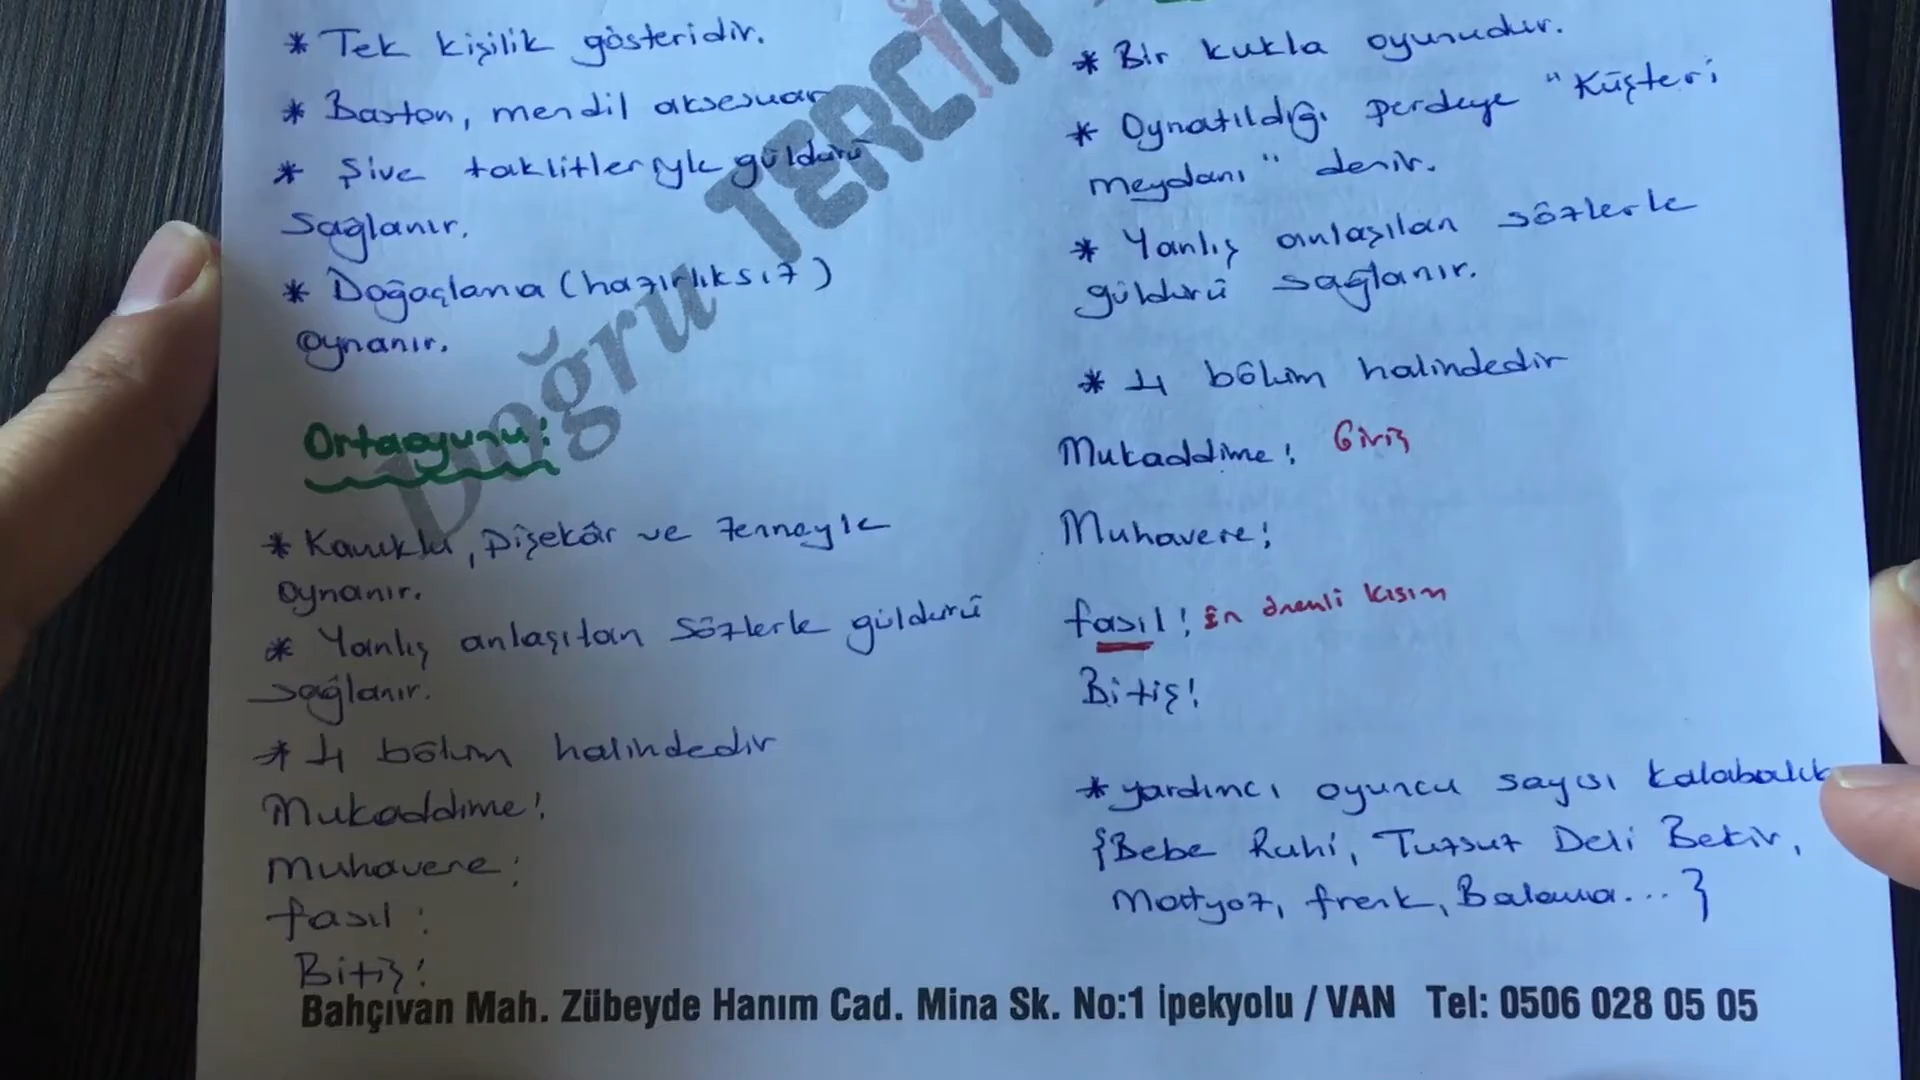 * Tek kişilik gösteridir.
* Baston, mendil aksesuar
* Şive taklitleriyle güldürü
sağlanır.
* Doğaçlama (hazırlıksız)
oynanır.
Ortaoyunu:
* Kavuklu, pişekâr ve zenneyle
oynanır.
* Yanlış anlaşılan sözlerle güldürü
sağlanır.
* 4 bölüm halindedir
Mukaddime!
Muhavere:
fasıl:
Bitiş!
* Bir kukla oyunudur.
* Oynatıldığı perdeye "Küşteri
meydanı" denir.
* Yanlış anlaşılan sözlerle
güldürü sağlanır.
* 4 bölüm halindedir
Mukaddime! Giriş
Muhavere;
fasıl! En önemli kısım
Bitiş!
* yardımcı oyuncu sayısı kalabalık
{Bebe Ruhi, Tuzsuz Deli Bekir,
Matyoz, frenk, Balama...}
Doğru TERCİH
Bahçıvan Mah. Zübeyde Hanım Cad. Mina Sk. No:1 İpekyolu / VAN Tel: 0506 028 05 05